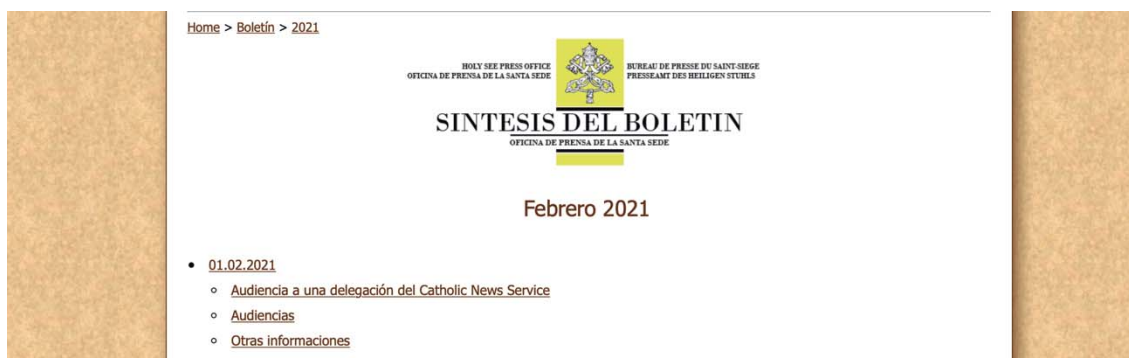 Home > Boletín > 2021
HOLY SEE PRESS OFFICE
OFICINA DE PRENSA DE LA SANTA SEDE
BUREAU DE PRESSE DU SAINT-SIEGE
PRESSEAMT DES HEILIGEN STUHLS
SINTESIS DEL BOLETIN
OFICINA DE PRENSA DE LA SANTA SEDE
Febrero 2021
01.02.2021
Audiencia a una delegación del Catholic News Service
Audiencias
Otras informaciones